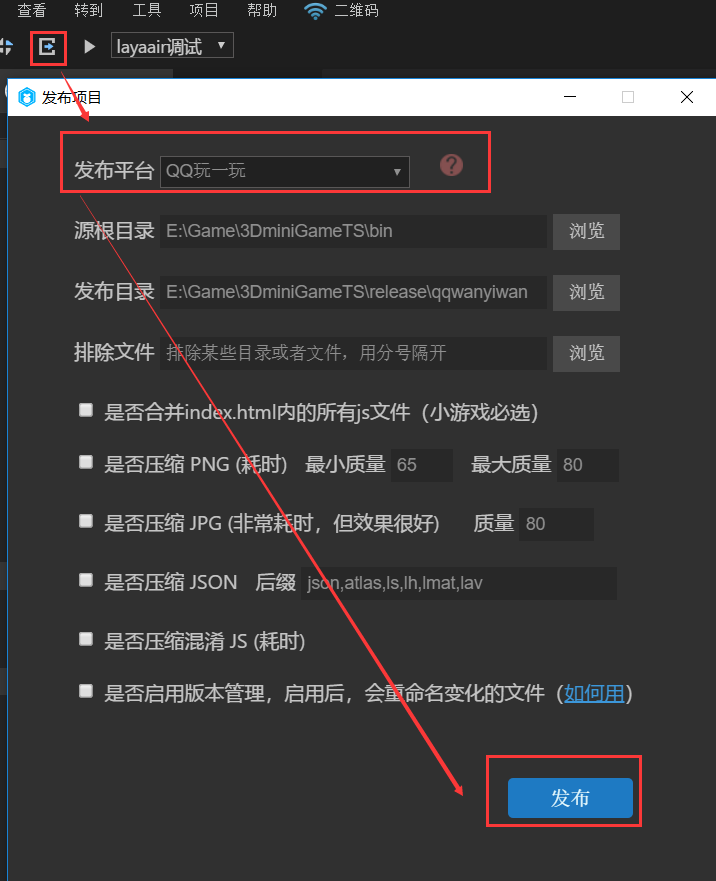 查看 转到 工具 项目 帮助 二维码
layaair调试
发布项目
发布平台 QQ玩一玩
源根目录 E:\Game\3DminiGameTS\bin 浏览
发布目录 E:\Game\3DminiGameTS\release\qqwanyiwan 浏览
排除文件 排除某些目录或者文件，用分号隔开 浏览
是否合并index.html内的所有js文件（小游戏必选）
是否压缩 PNG (耗时) 最小质量 65 最大质量 80
是否压缩 JPG (非常耗时，但效果很好) 质量 80
是否压缩 JSON 后缀 json,atlas,ls,lh,lmat,lav
是否压缩混淆 JS (耗时)
是否启用版本管理，启用后，会重命名变化的文件（如何用）
发布